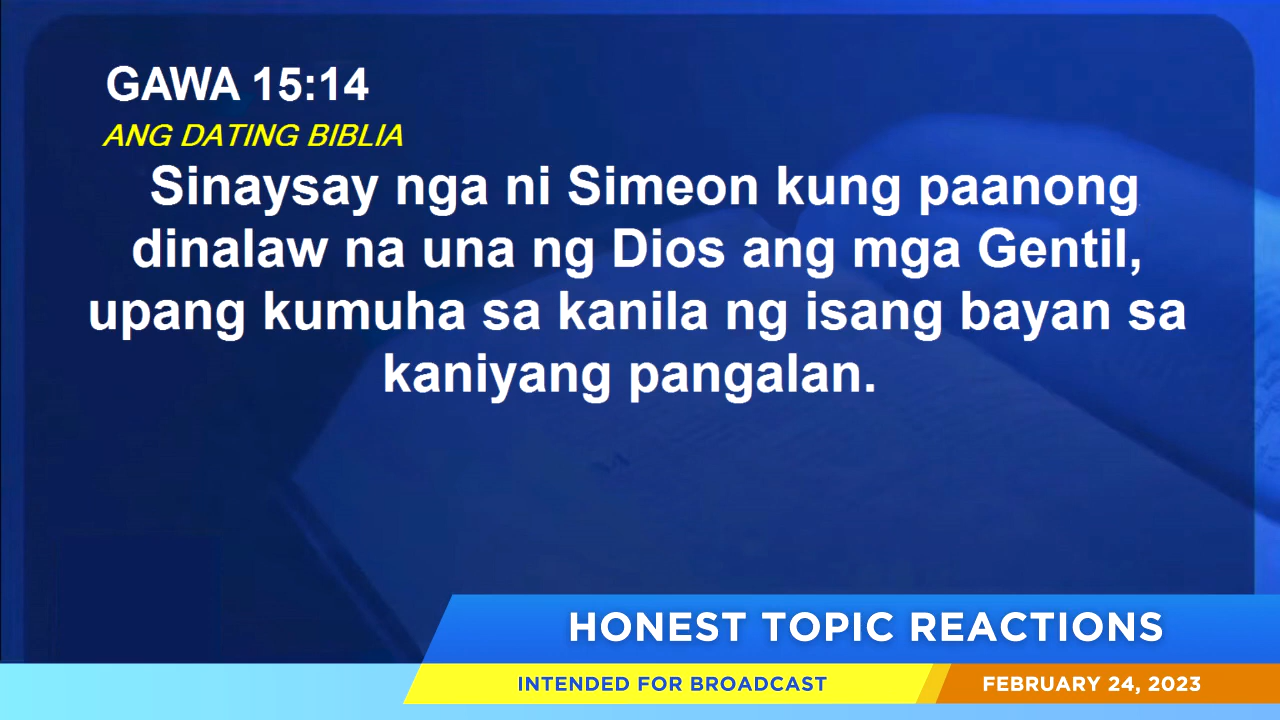 GAWA 15:14
ANG DATING BIBLIA
Sinaysay nga ni Simeon kung paanong
dinalaw na una ng Dios ang mga Gentil,
upang kumuha sa kanila ng isang bayan sa
kaniyang pangalan.
HONEST TOPIC REACTIONS
INTENDED FOR BROADCAST
FEBRUARY 24, 2023